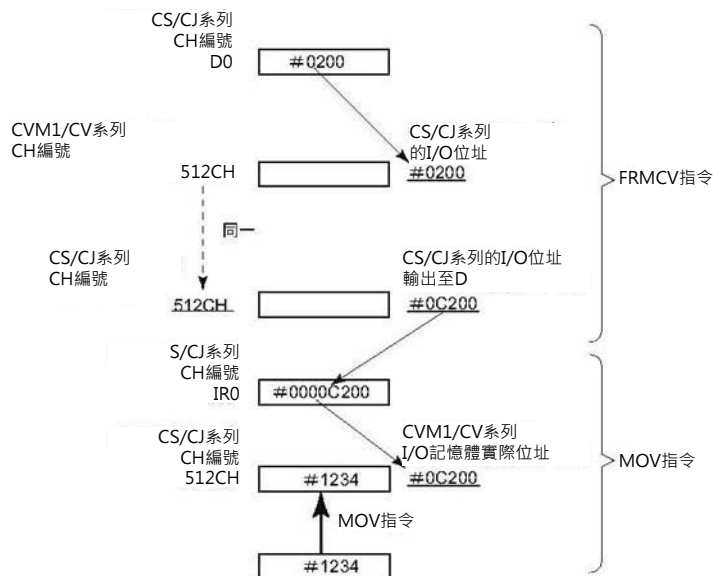 CS/CJ系列
CH編號
D0
#0200
CVM1/CV系列
CH編號
CS/CJ系列
的I/O位址
512CH
#0200
FRMCV指令
同一
CS/CJ系列
CH編號
CS/CJ系列的I/O位址
輸出至D
512CH
#0C200
S/CJ系列
CH編號
IR0
#0000C200
CVM1/CV系列
I/O記憶體實際位址
CS/CJ系列
CH編號
512CH
#1234
#0C200
MOV指令
MOV指令
#1234